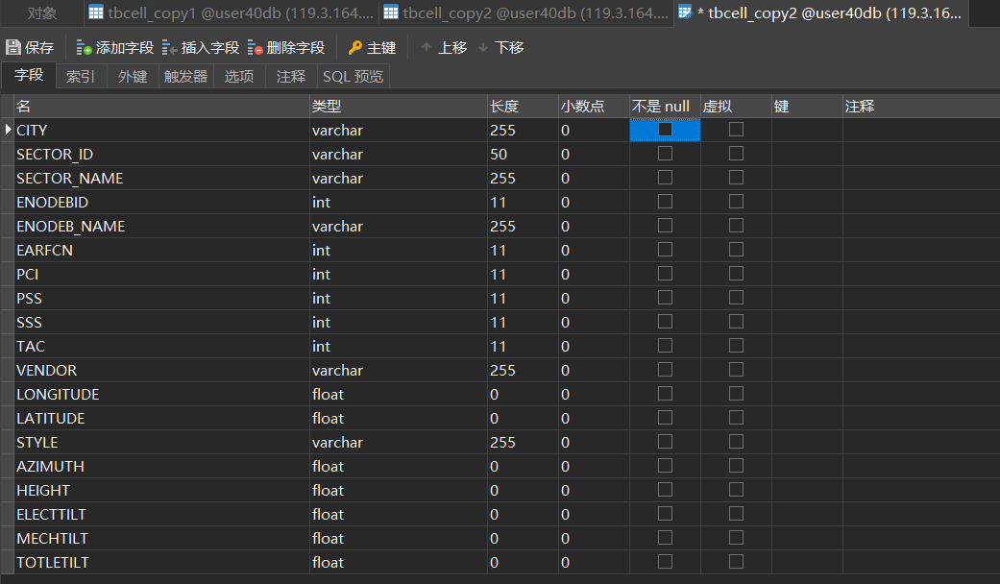 对象 tbcell_copy1 @user40db (119.3.164.... tbcell_copy2 @user40db (119.3.164.... * tbcell_copy2 @user40db (119.3.16...
保存 添加字段 插入字段 删除字段 主键 上移 下移
字段 索引 外键 触发器 选项 注释 SQL 预览
名 类型 长度 小数点 不是 null 虚拟 键 注释
CITY varchar 255 0
SECTOR_ID varchar 50 0
SECTOR_NAME varchar 255 0
ENODEBID int 11 0
ENODEB_NAME varchar 255 0
EARFCN int 11 0
PCI int 11 0
PSS int 11 0
SSS int 11 0
TAC int 11 0
VENDOR varchar 255 0
LONGITUDE float 0 0
LATITUDE float 0 0
STYLE varchar 255 0
AZIMUTH float 0 0
HEIGHT float 0 0
ELECTTILT float 0 0
MECHTILT float 0 0
TOTLETILT float 0 0